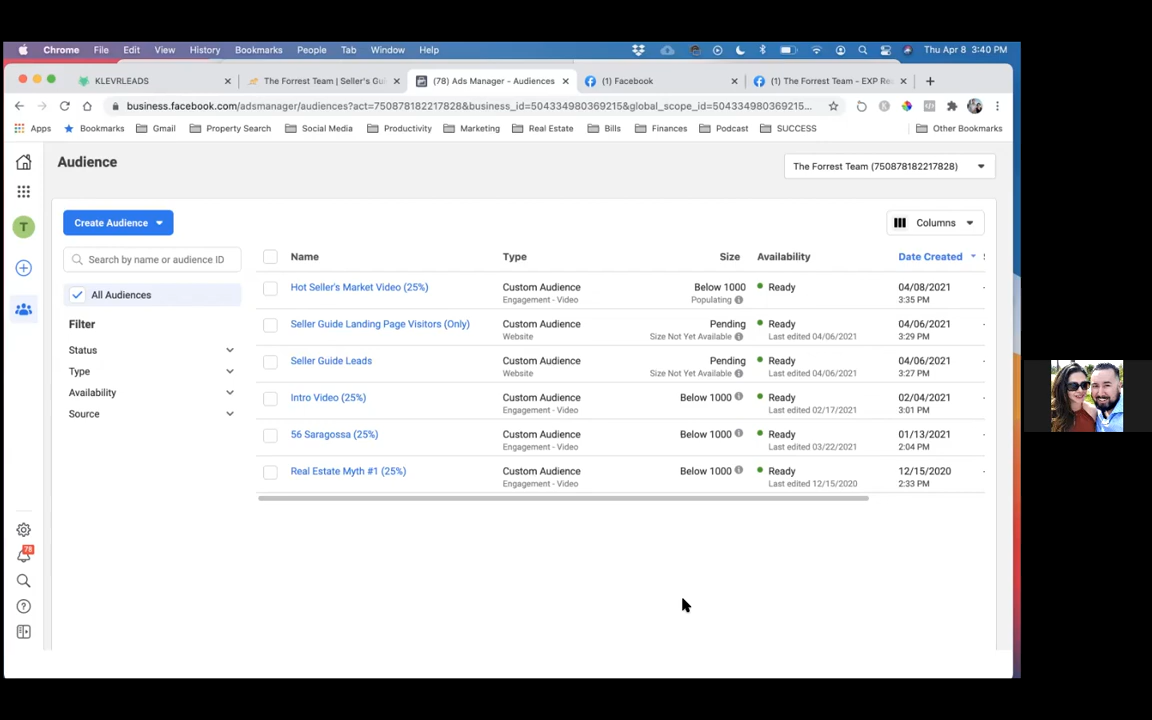 Chrome File Edit View History Bookmarks People Tab Window Help Thu Apr 8 3:40 PM
KLEVRLEADS The Forrest Team | Seller's Gu (78) Ads Manager - Audiences (1) Facebook (1) The Forrest Team - EXP Re
business.facebook.com/adsmanager/audiences?act=750878182217828&business_id=504334980369215&global_scope_id=504334980369215...
Apps Bookmarks Gmail Property Search Social Media Productivity Marketing Real Estate Bills Finances Podcast SUCCESS Other Bookmarks
Audience
The Forrest Team (750878182217828)
Create Audience
Columns
Search by name or audience ID
Name Type Size Availability Date Created
All Audiences
Filter
Status
Type
Availability
Source
Hot Seller's Market Video (25%) Custom Audience Below 1000 Ready 04/08/2021
Engagement - Video Populating 3:35 PM
Seller Guide Landing Page Visitors (Only) Custom Audience Pending Ready 04/06/2021
Website Size Not Yet Available Last edited 04/06/2021 3:29 PM
Seller Guide Leads Custom Audience Pending Ready 04/06/2021
Website Size Not Yet Available Last edited 04/06/2021 3:27 PM
Intro Video (25%) Custom Audience Below 1000 Ready 02/04/2021
Engagement - Video Last edited 02/17/2021 3:01 PM
56 Saragossa (25%) Custom Audience Below 1000 Ready 01/13/2021
Engagement - Video Last edited 03/22/2021 2:04 PM
Real Estate Myth #1 (25%) Custom Audience Below 1000 Ready 12/15/2020
Engagement - Video Last edited 12/15/2020 2:33 PM
T
78